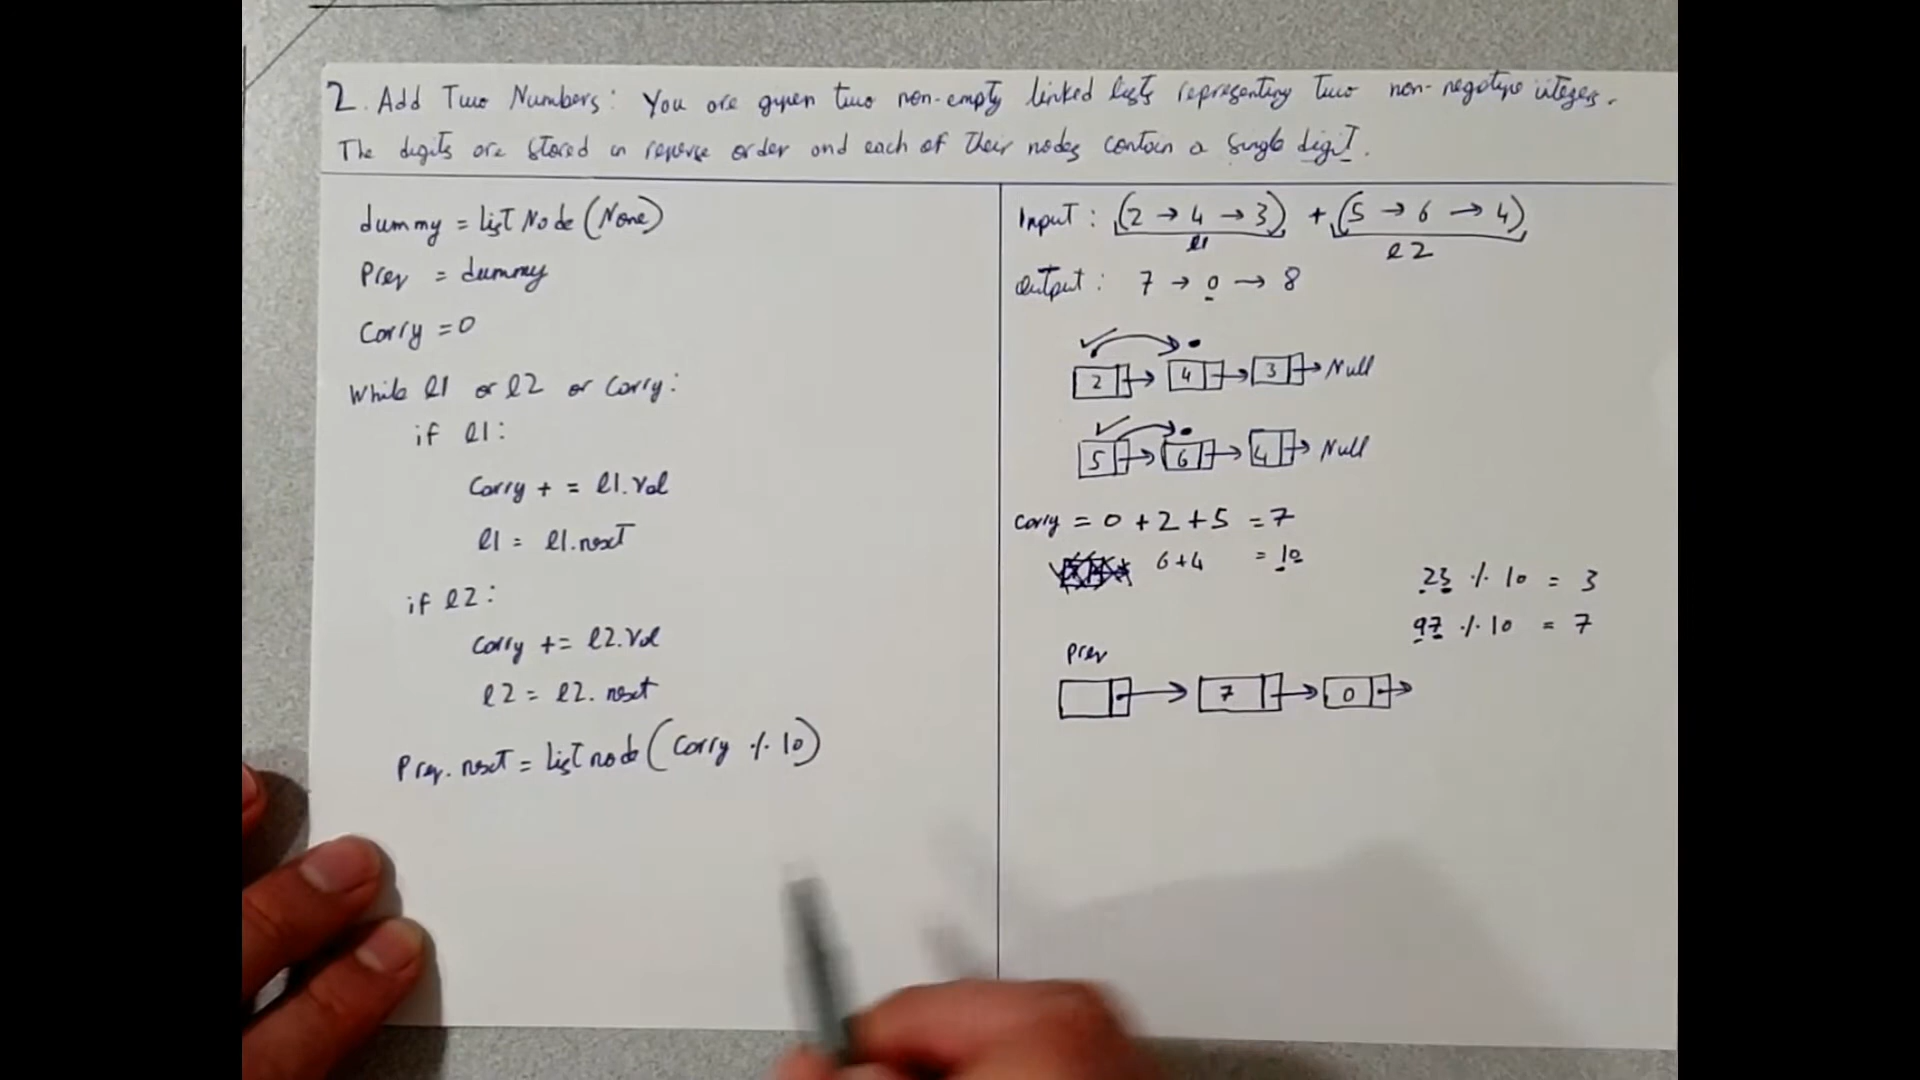 2. Add Two Numbers: You are given two non-empty linked lists representing two non-negative integers.
The digits are stored in reverse order and each of their nodes contain a single digit.
dummy = list Node (None)
Prev = dummy
Carry = 0
While l1 or l2 or Carry:
if l1:
Carry += l1.val
l1 = l1.next
if l2:
Carry += l2.val
l2 = l2.next
Prev.next = list node (Carry % 10)
Input: (2 → 4 → 3) + (5 → 6 → 4)
l1 l2
Output: 7 → 0 → 8
2 → 4 → 3 → Null
5 → 6 → 4 → Null
Carry = 0 + 2 + 5 = 7
6+4 = 10
23 % 10 = 3
97 % 10 = 7
Prev
→ 7 → 0 →